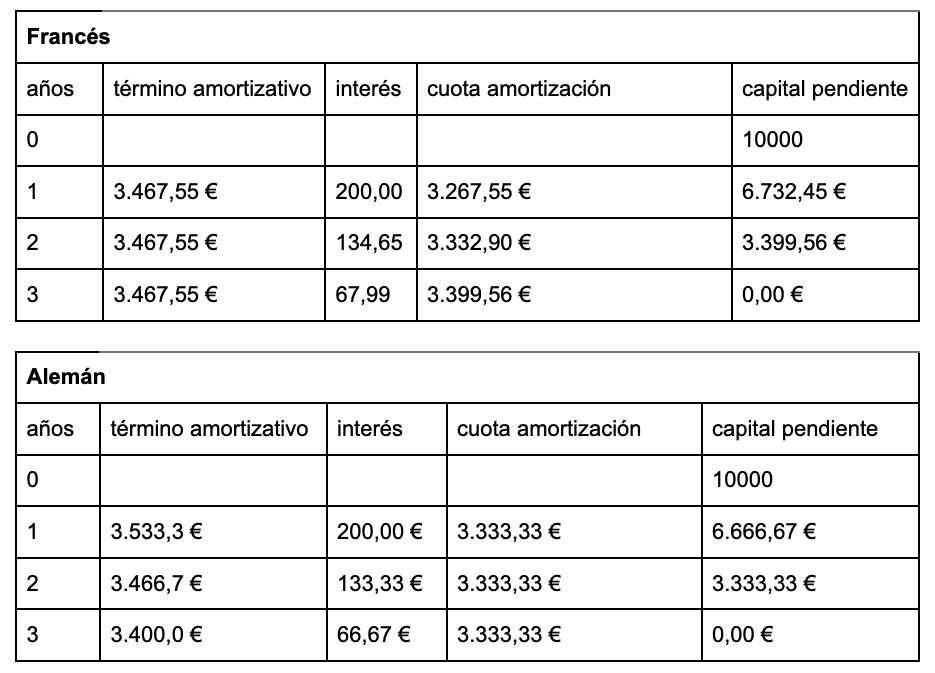 Francés
años término amortizativo interés cuota amortización capital pendiente
0 10000
1 3.467,55 € 200,00 3.267,55 € 6.732,45 €
2 3.467,55 € 134,65 3.332,90 € 3.399,56 €
3 3.467,55 € 67,99 3.399,56 € 0,00 €
Alemán
años término amortizativo interés cuota amortización capital pendiente
0 10000
1 3.533,3 € 200,00 € 3.333,33 € 6.666,67 €
2 3.466,7 € 133,33 € 3.333,33 € 3.333,33 €
3 3.400,0 € 66,67 € 3.333,33 € 0,00 €